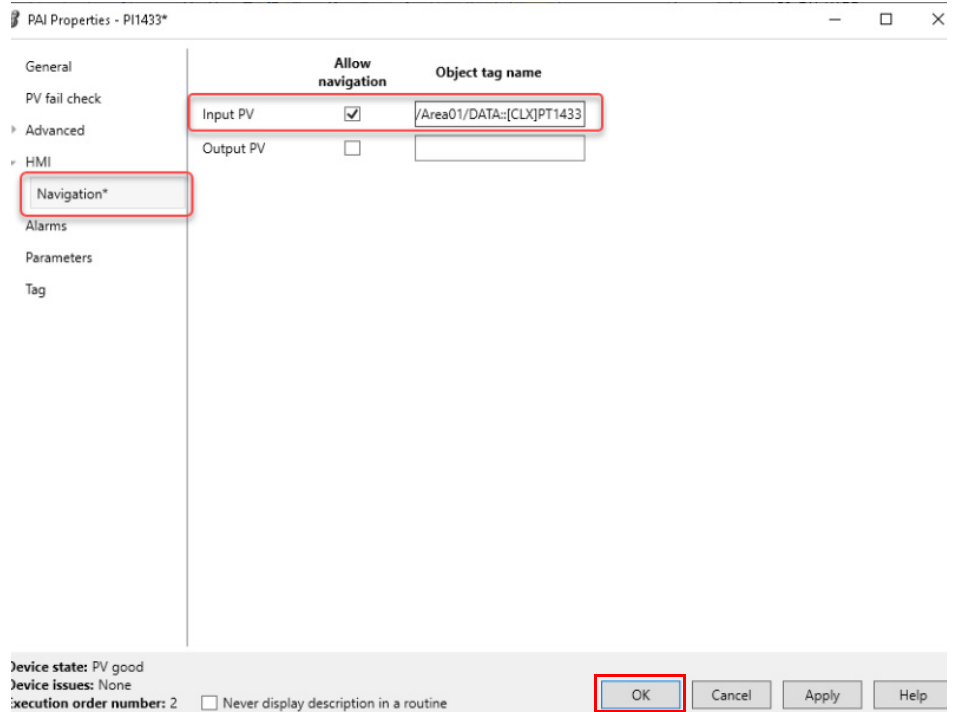 PAI Properties - PI1433*
General
PV fail check
Advanced
HMI
Navigation*
Alarms
Parameters
Tag
Allow navigation
Object tag name
Input PV
/Area01/DATA::[CLX]PT1433
Output PV
Device state: PV good
Device issues: None
Execution order number: 2
Never display description in a routine
OK
Cancel
Apply
Help